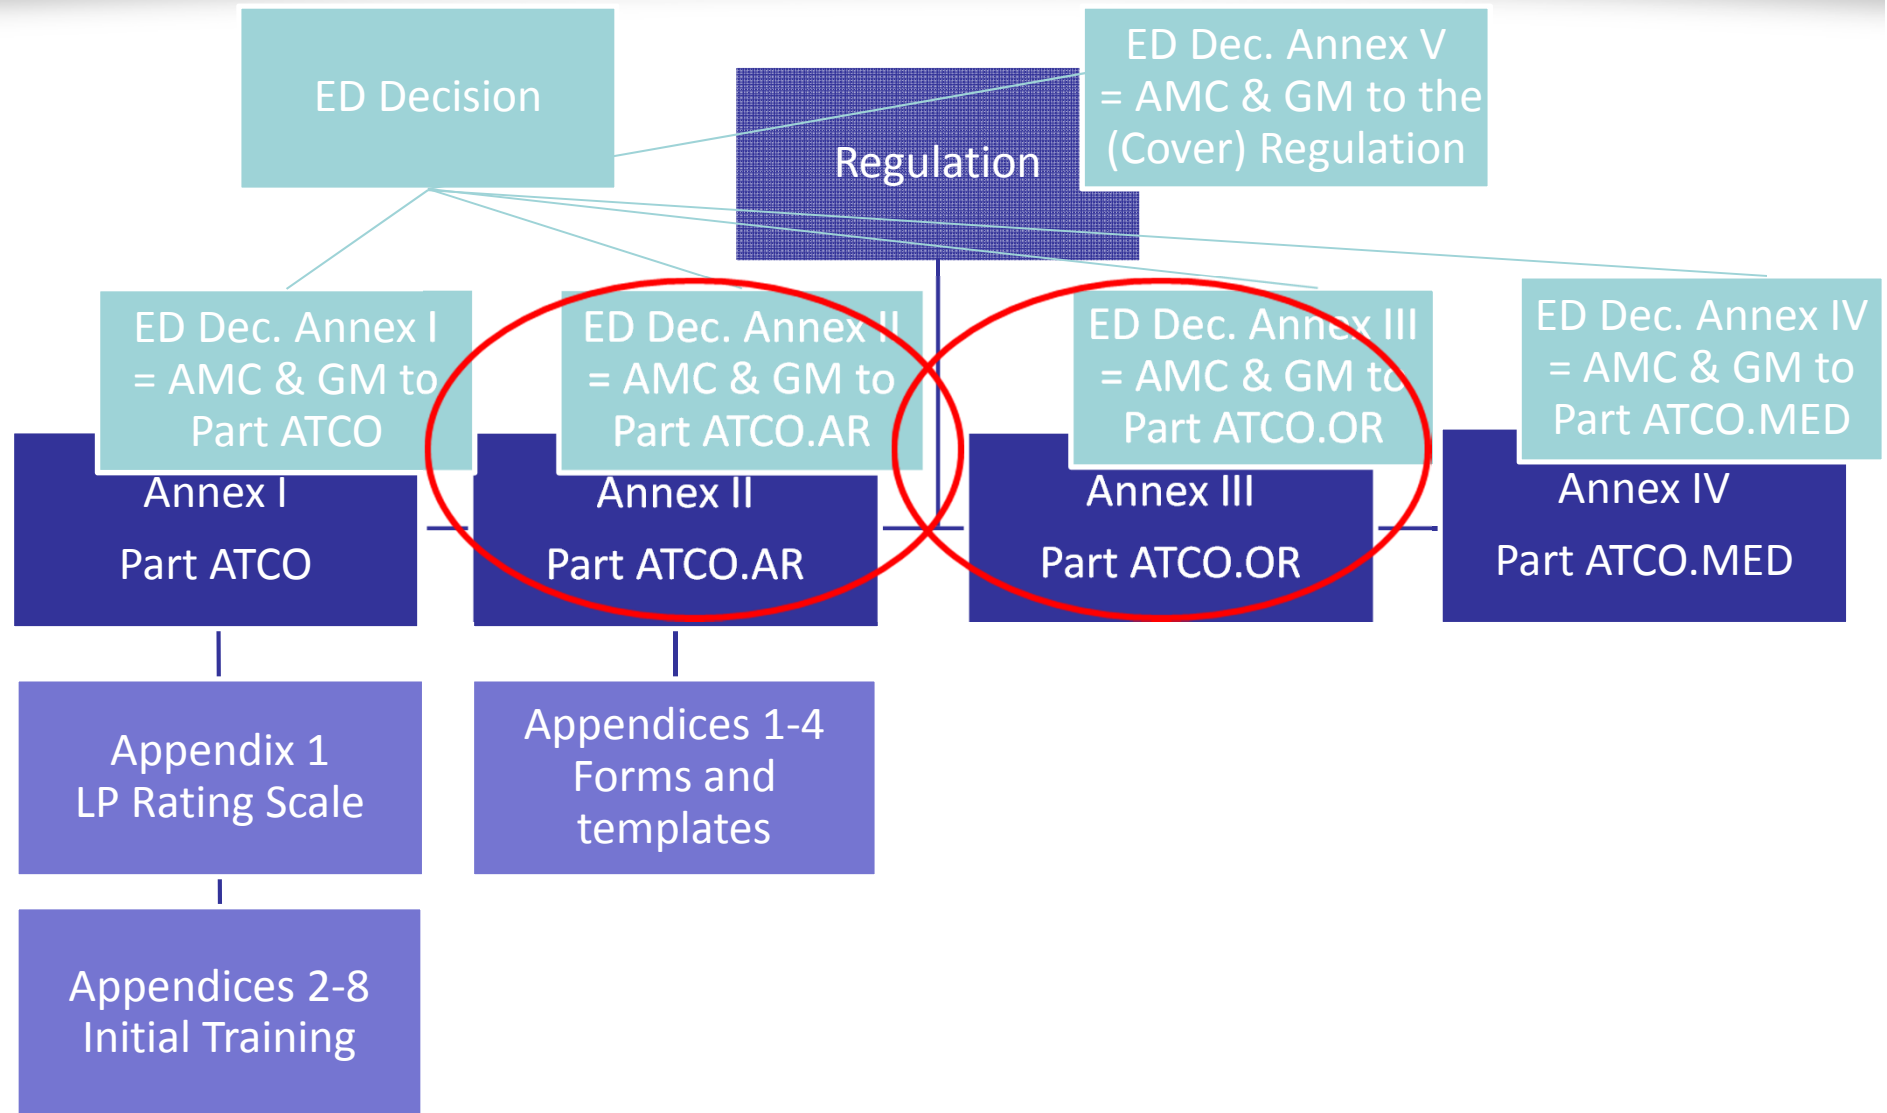 ED Decision
Regulation
ED Dec. Annex V
= AMC & GM to the
(Cover) Regulation
ED Dec. Annex I
= AMC & GM to
Part ATCO
ED Dec. Annex II
= AMC & GM to
Part ATCO.AR
ED Dec. Annex III
= AMC & GM to
Part ATCO.OR
ED Dec. Annex IV
= AMC & GM to
Part ATCO.MED
Annex I
Part ATCO
Annex II
Part ATCO.AR
Annex III
Part ATCO.OR
Annex IV
Part ATCO.MED
Appendix 1
LP Rating Scale
Appendices 1-4
Forms and
templates
Appendices 2-8
Initial Training